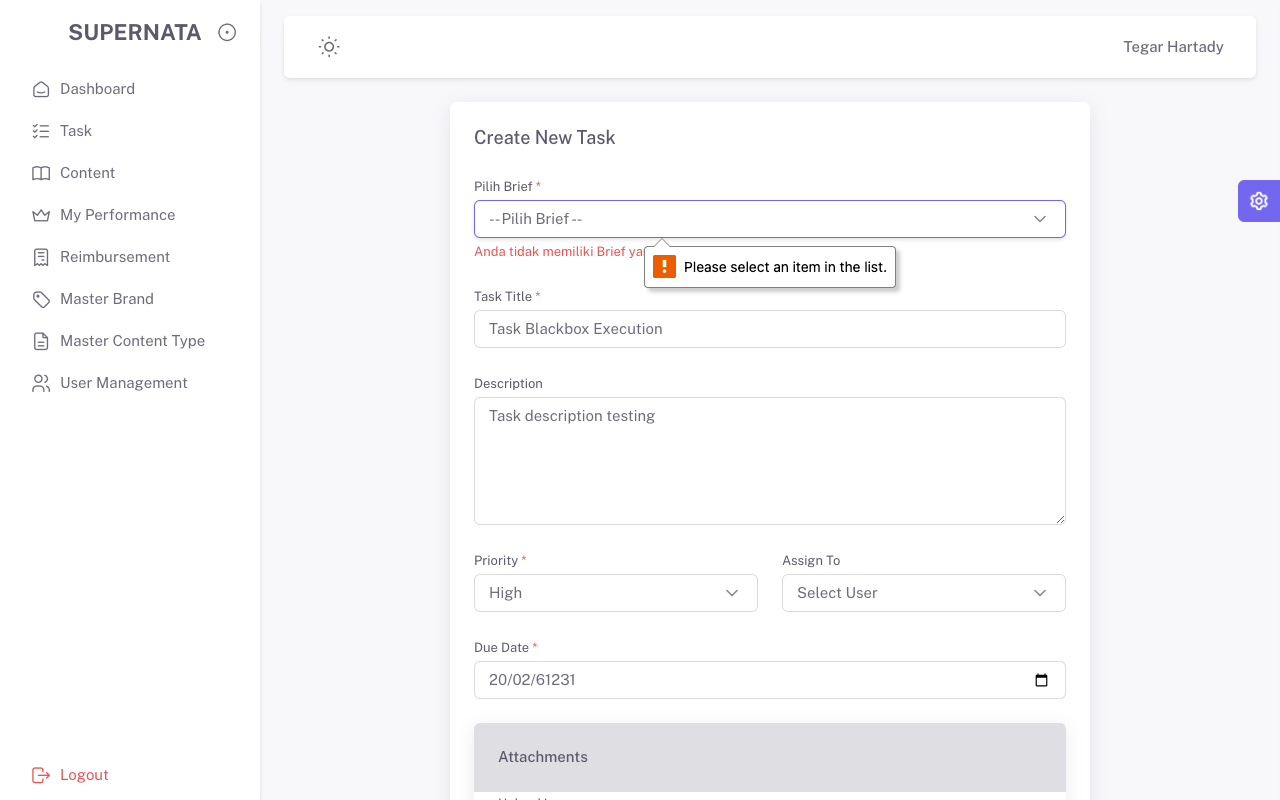 SUPERNATA
Tegar Hartady
Dashboard
Task
Content
My Performance
Reimbursement
Master Brand
Master Content Type
User Management
Logout
Create New Task
Pilih Brief *
-- Pilih Brief --
Anda tidak memiliki Brief
Please select an item in the list.
Task Title *
Task Blackbox Execution
Description
Task description testing
Priority *
High
Assign To
Select User
Due Date *
20/02/61231
Attachments